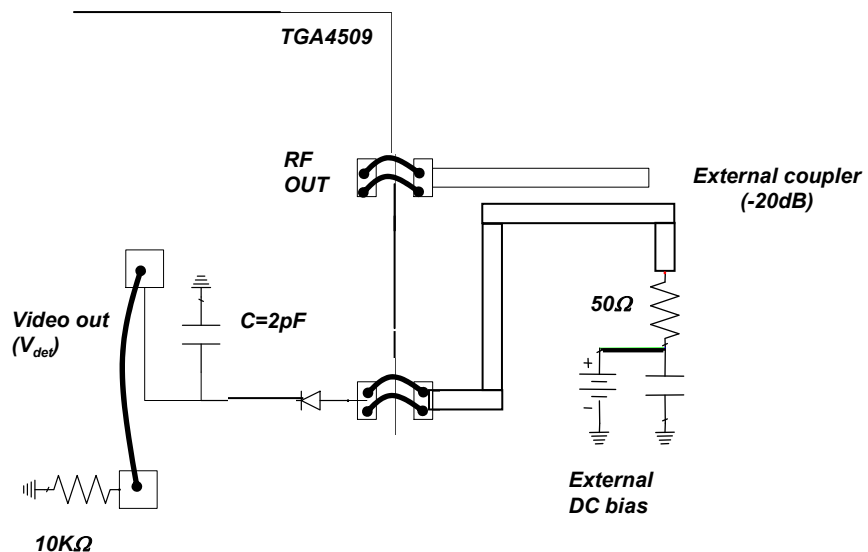 TGA4509
RF
OUT
External coupler
(-20dB)
50Ω
Video out
(Vdet)
C=2pF
+
-
External
DC bias
10KΩ